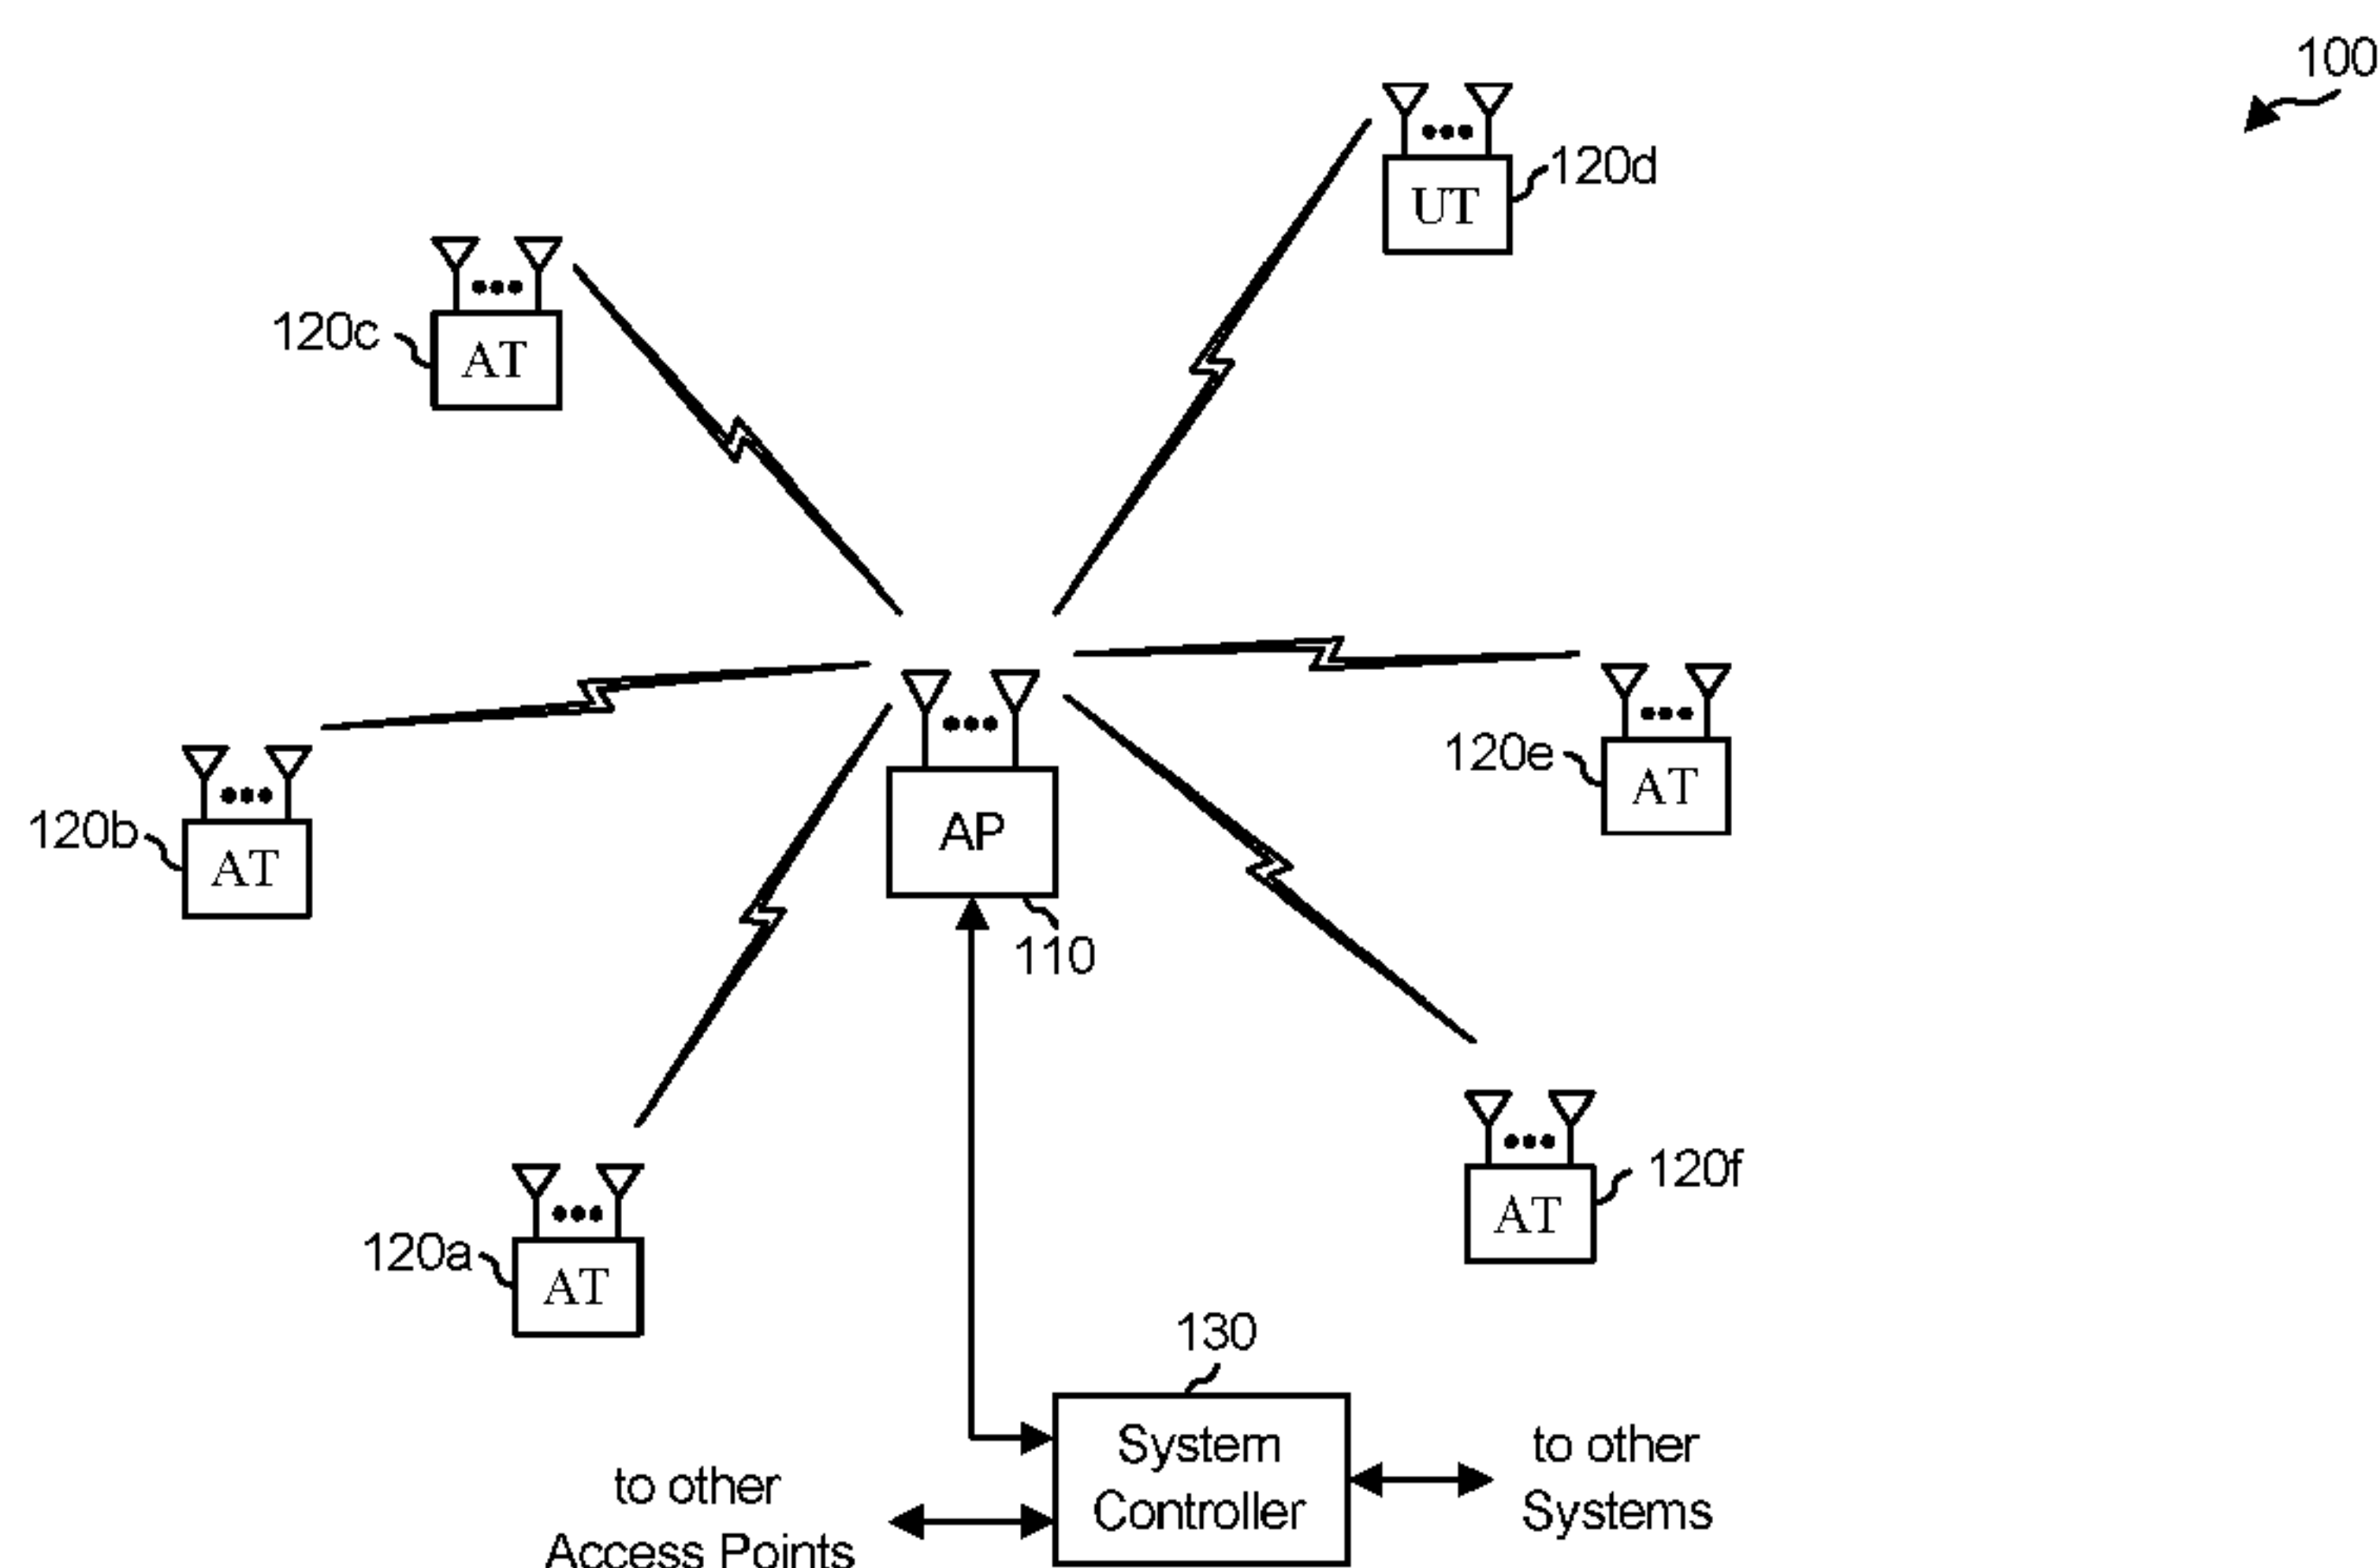 100
120d
UT
120c
AT
120e
AT
120b
AT
AP
110
120f
AT
120a
AT
130
System
Controller
to other
Systems
to other
Access Points